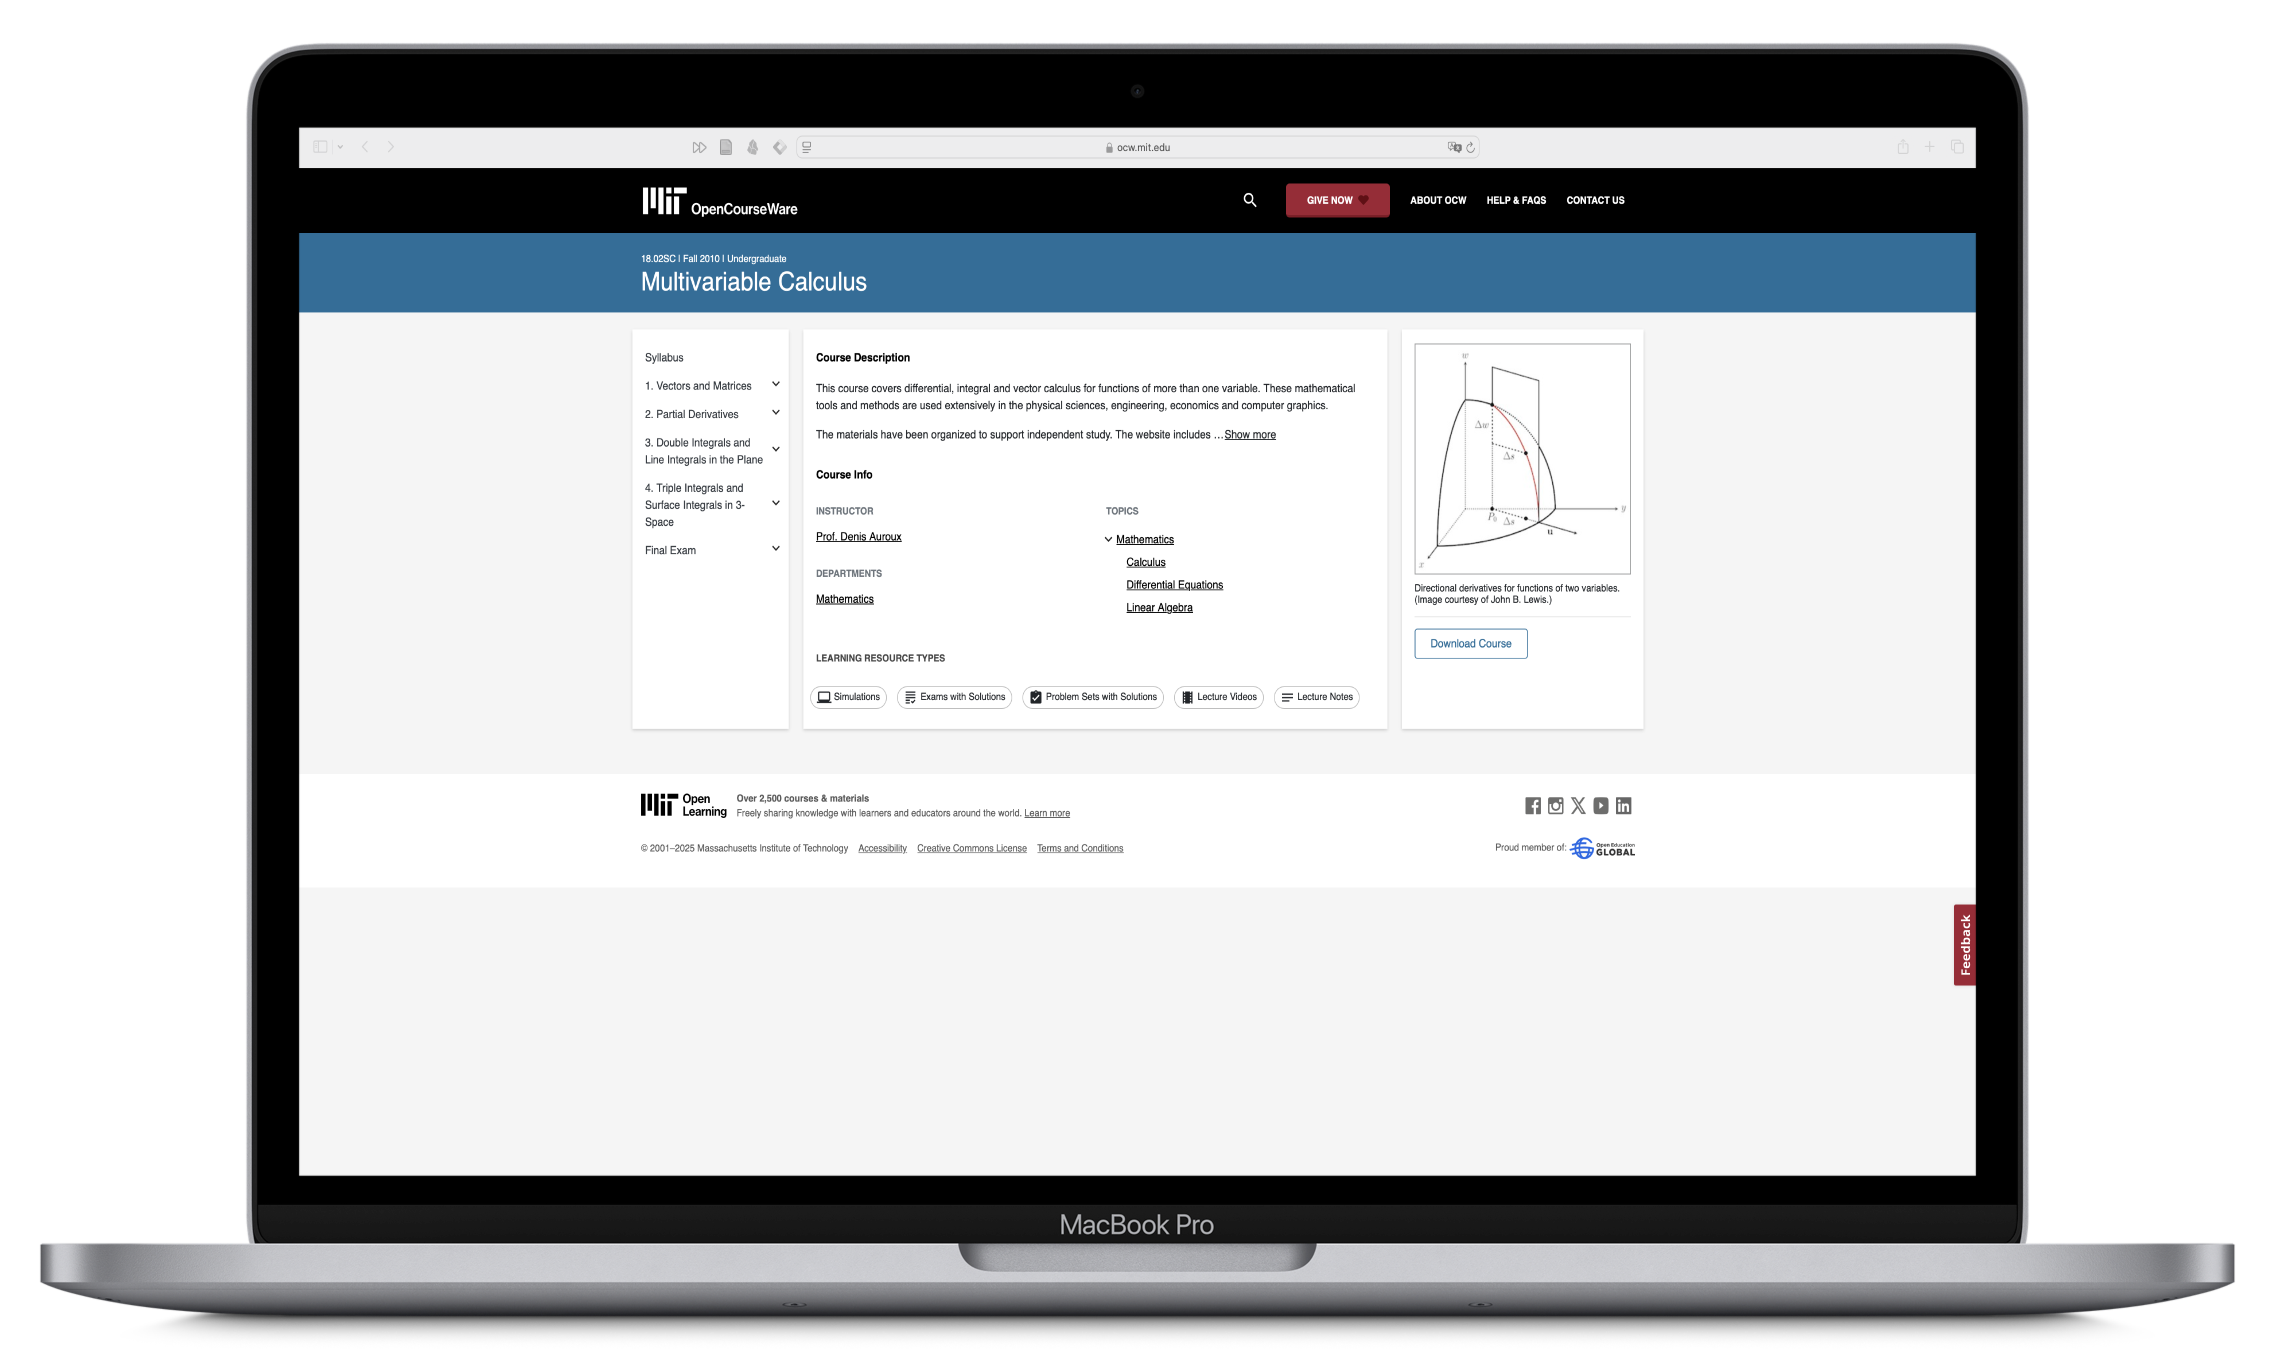 ocw.mit.edu
MIT OpenCourseWare
GIVE NOW
ABOUT OCW
HELP & FAQS
CONTACT US
18.02SC | Fall 2010 | Undergraduate
Multivariable Calculus
Syllabus
1. Vectors and Matrices
2. Partial Derivatives
3. Double Integrals and
Line Integrals in the Plane
4. Triple Integrals and
Surface Integrals in 3-
Space
Final Exam
Course Description
This course covers differential, integral and vector calculus for functions of more than one variable. These mathematical
tools and methods are used extensively in the physical sciences, engineering, economics and computer graphics.
The materials have been organized to support independent study. The website includes …Show more
Course Info
INSTRUCTOR
Prof. Denis Auroux
DEPARTMENTS
Mathematics
TOPICS
Mathematics
Calculus
Differential Equations
Linear Algebra
LEARNING RESOURCE TYPES
Simulations
Exams with Solutions
Problem Sets with Solutions
Lecture Videos
Lecture Notes
w
Δw
Δs
P₀
Δs
y
u
x
Directional derivatives for functions of two variables.
(Image courtesy of John B. Lewis.)
Download Course
MIT Open
Learning
Over 2,500 courses & materials
Freely sharing knowledge with learners and educators around the world. Learn more
© 2001–2025 Massachusetts Institute of Technology
Accessibility
Creative Commons License
Terms and Conditions
Proud member of:
Open Education
GLOBAL
Feedback
MacBook Pro